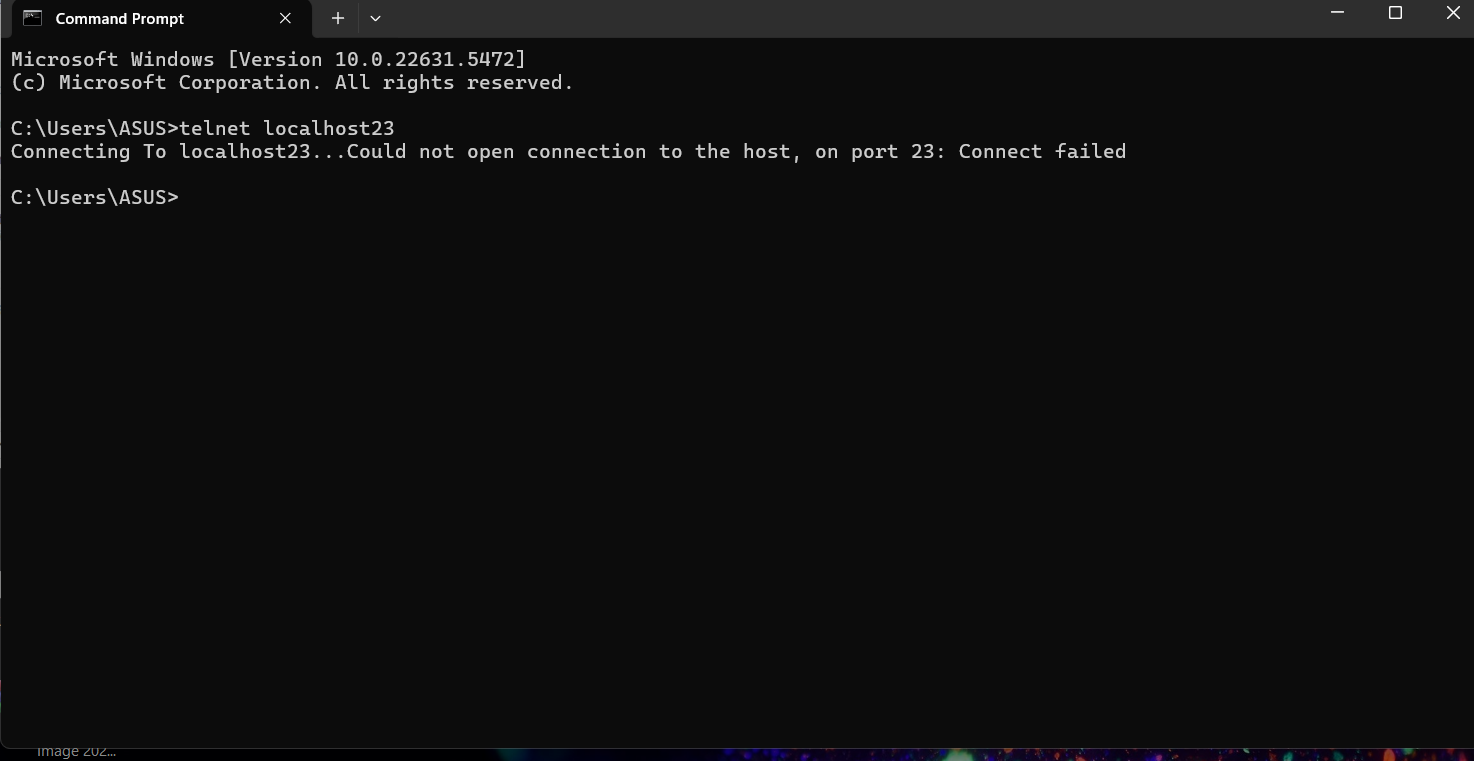 Command Prompt
Microsoft Windows [Version 10.0.22631.5472]
(c) Microsoft Corporation. All rights reserved.
C:\Users\ASUS>telnet localhost23
Connecting To localhost23...Could not open connection to the host, on port 23: Connect failed
C:\Users\ASUS>
Image 202...